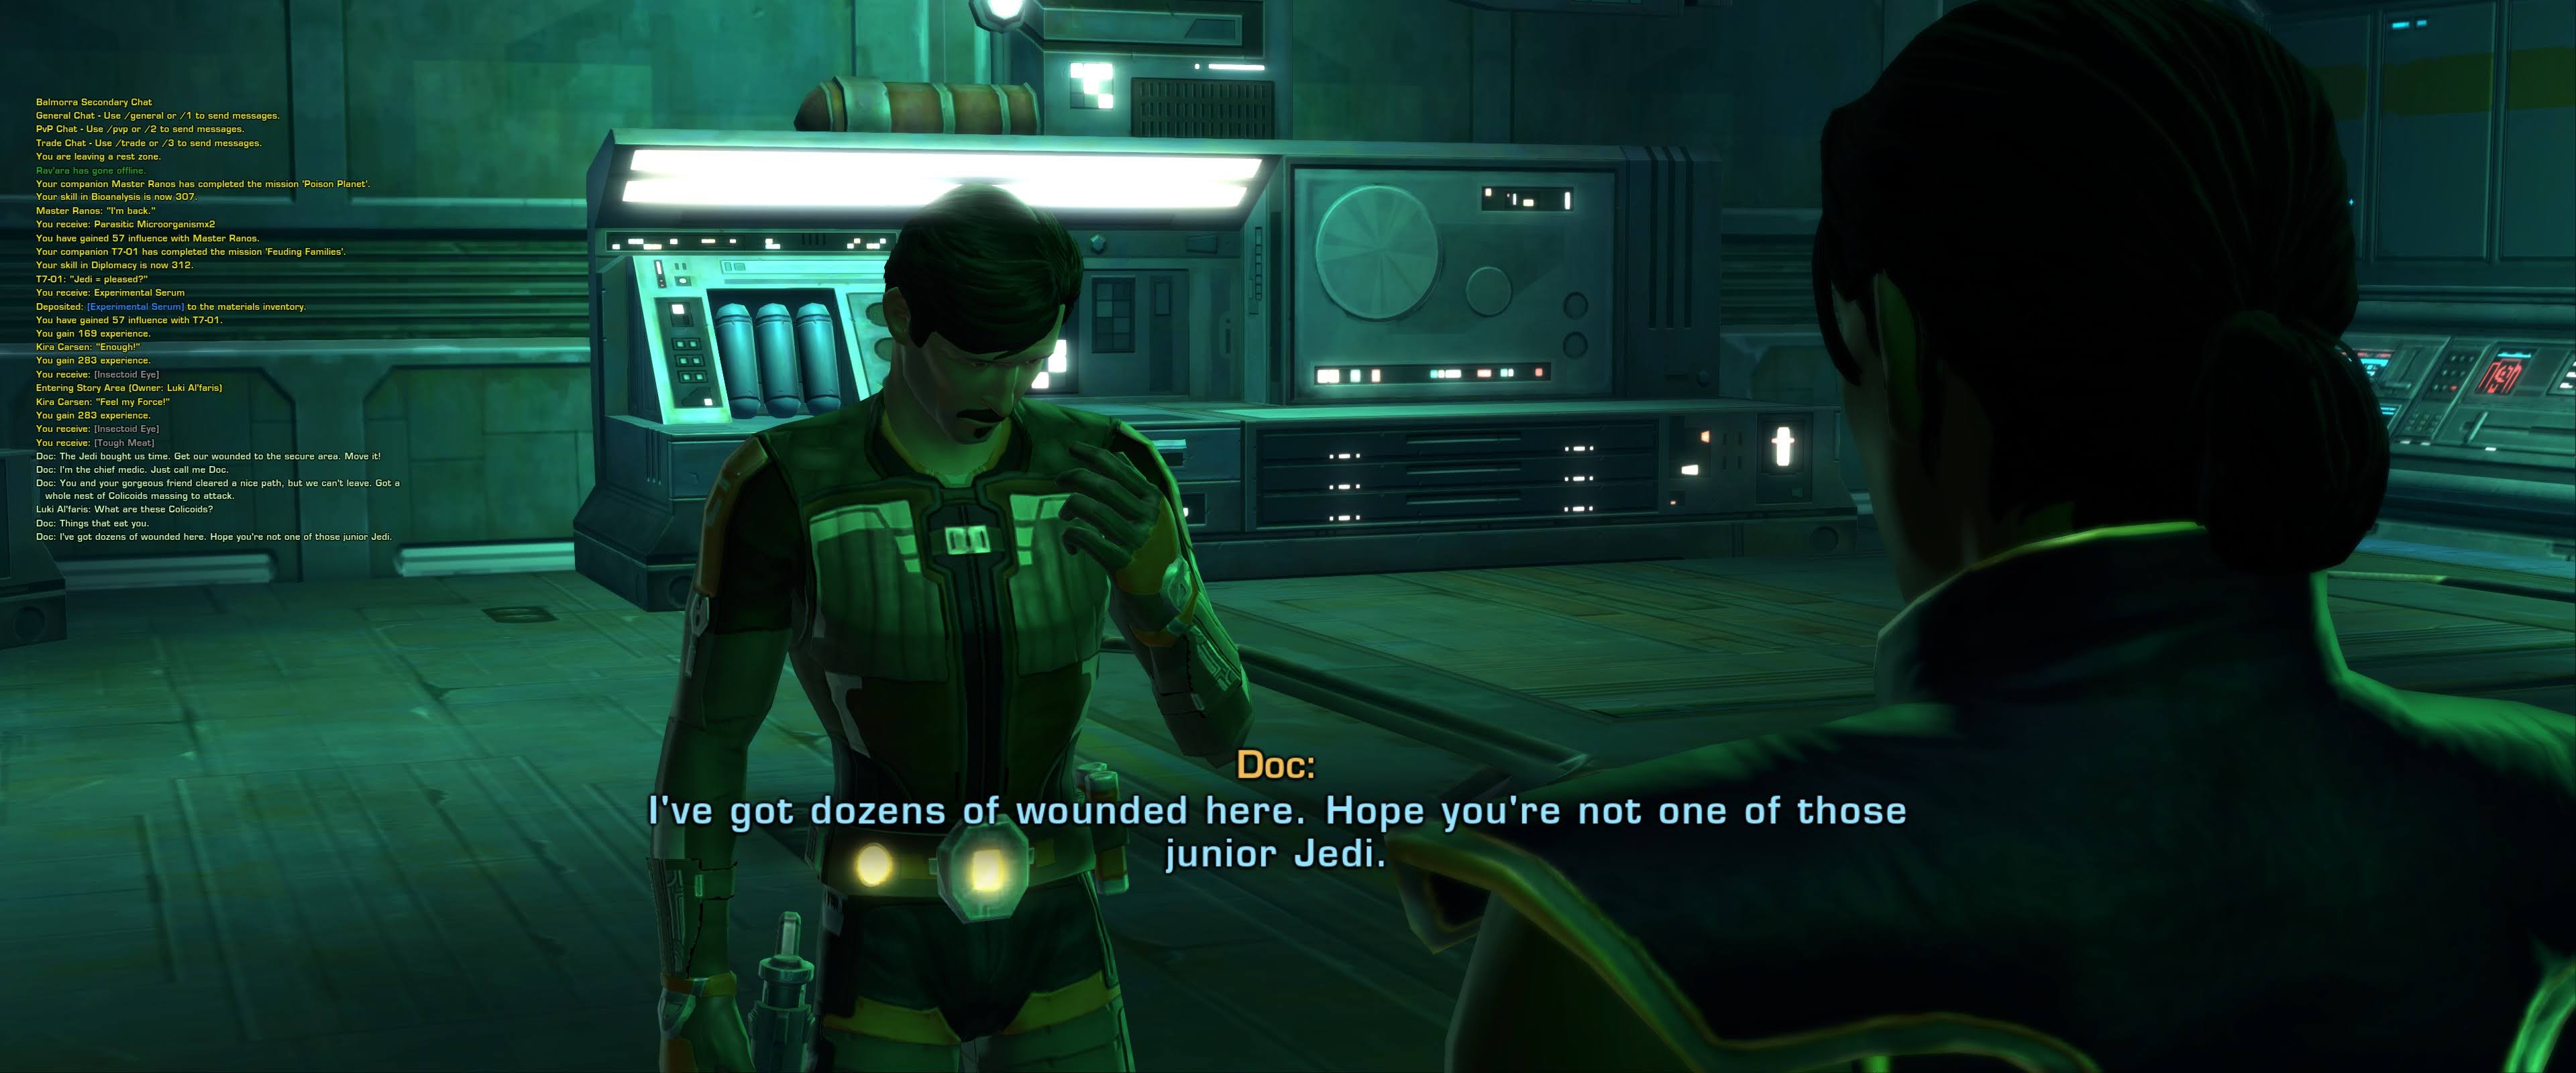 Balmorra Secondary Chat
General Chat - Use /general or /1 to send messages.
PvP Chat - Use /pvp or /2 to send messages.
Trade Chat - Use /trade or /3 to send messages.
You are leaving a rest zone.
Rav'ara has gone offline.
Your companion Master Ranos has completed the mission 'Poison Planet'.
Your skill in Bioanalysis is now 307.
Master Ranos: "I'm back."
You receive: Parasitic Microorganismx2
You have gained 57 influence with Master Ranos.
Your companion T7-01 has completed the mission 'Feuding Families'.
Your skill in Diplomacy is now 312.
T7-01: "Jedi = pleased?"
You receive: Experimental Serum
Deposited: [Experimental Serum] to the materials inventory.
You have gained 57 influence with T7-01.
You gain 169 experience.
Kira Carsen: "Enough!"
You gain 283 experience.
You receive: [Insectoid Eye]
Entering Story Area (Owner: Luki Al'faris)
Kira Carsen: "Feel my Force!"
You gain 283 experience.
You receive: [Insectoid Eye]
You receive: [Tough Meat]
Doc: The Jedi bought us time. Get our wounded to the secure area. Move it!
Doc: I'm the chief medic. Just call me Doc.
Doc: You and your gorgeous friend cleared a nice path, but we can't leave. Got a
whole nest of Colicoids massing to attack.
Luki Al'faris: What are these Colicoids?
Doc: Things that eat you.
Doc: I've got dozens of wounded here. Hope you're not one of those junior Jedi.
Doc:
I've got dozens of wounded here. Hope you're not one of those
junior Jedi.